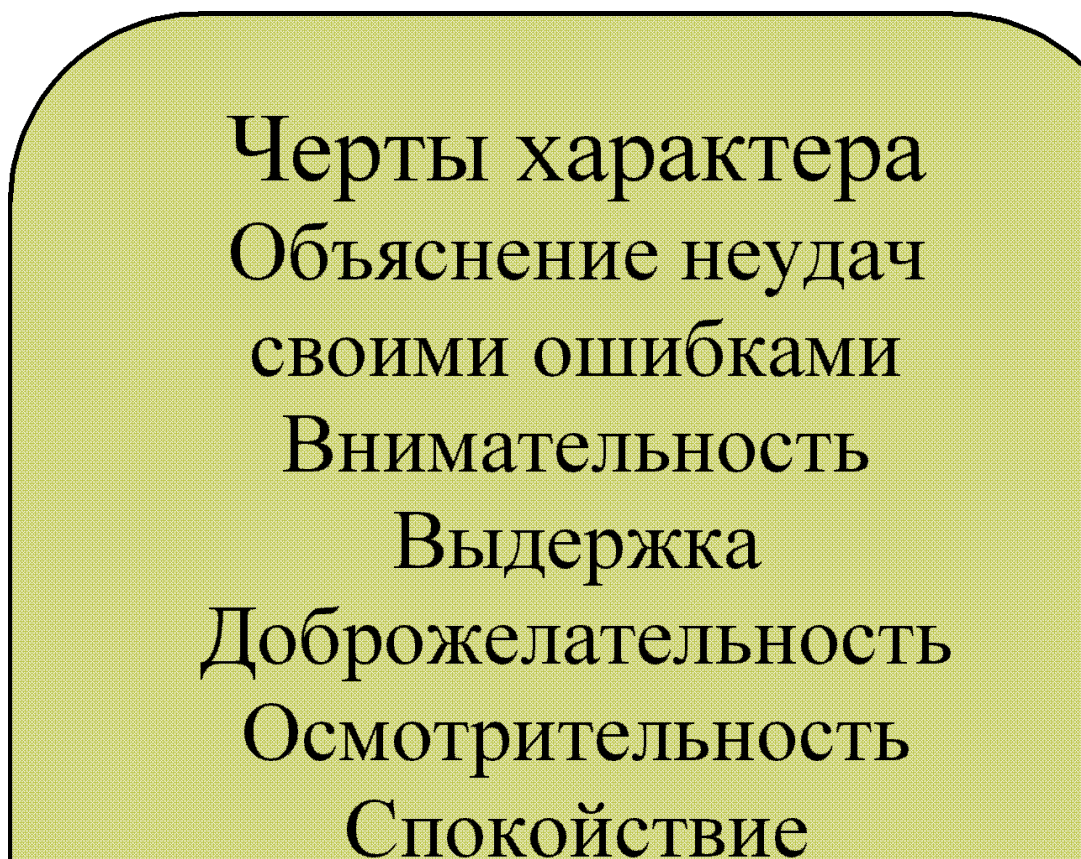 Черты характера
Объяснение неудач
своими ошибками
Внимательность
Выдержка
Доброжелательность
Осмотрительность
Спокойствие